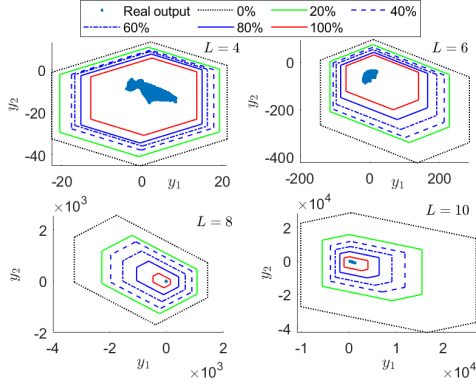 Real output 0% 20% 40%
60% 80% 100%
L = 4
0
-20
-40
y2
-20 0 20
y1
L = 6
0
-200
-400
y2
-200 0 200
y1
×10^3
L = 8
2
0
-2
y2
-4 -2 0 2
y1 ×10^3
×10^4
L = 10
2
0
-2
-4
y2
0 1 2
y1 ×10^4